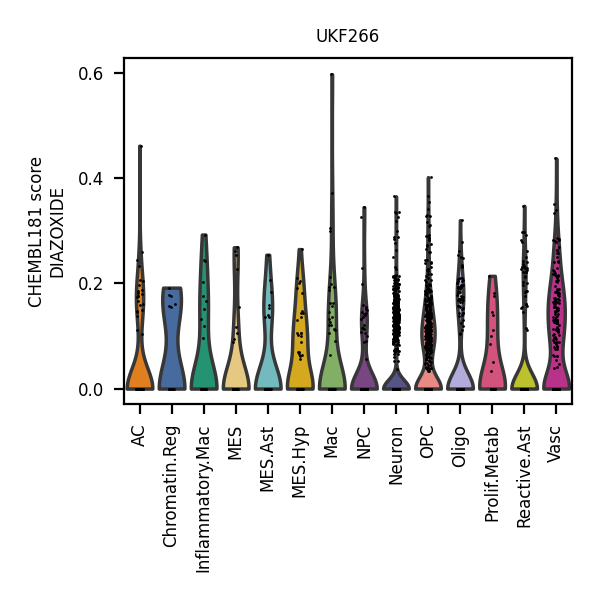 UKF266
CHEMBL181 score
DIAZOXIDE
0.6
0.4
0.2
0.0
AC
Chromatin.Reg
Inflammatory.Mac
MES
MES.Ast
MES.Hyp
Mac
NPC
Neuron
OPC
Oligo
Prolif.Metab
Reactive.Ast
Vasc